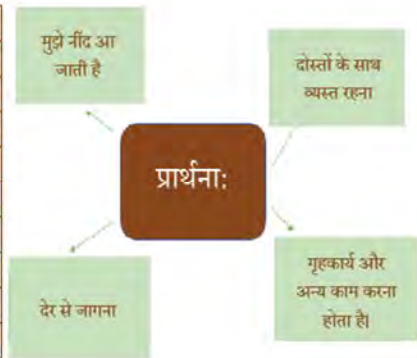 मुझे नींद आ
जाती है
दोस्तों के साथ
व्यस्त रहना
प्रार्थना:
देर से जागना
गृहकार्य और
अन्य काम करना
होता है|